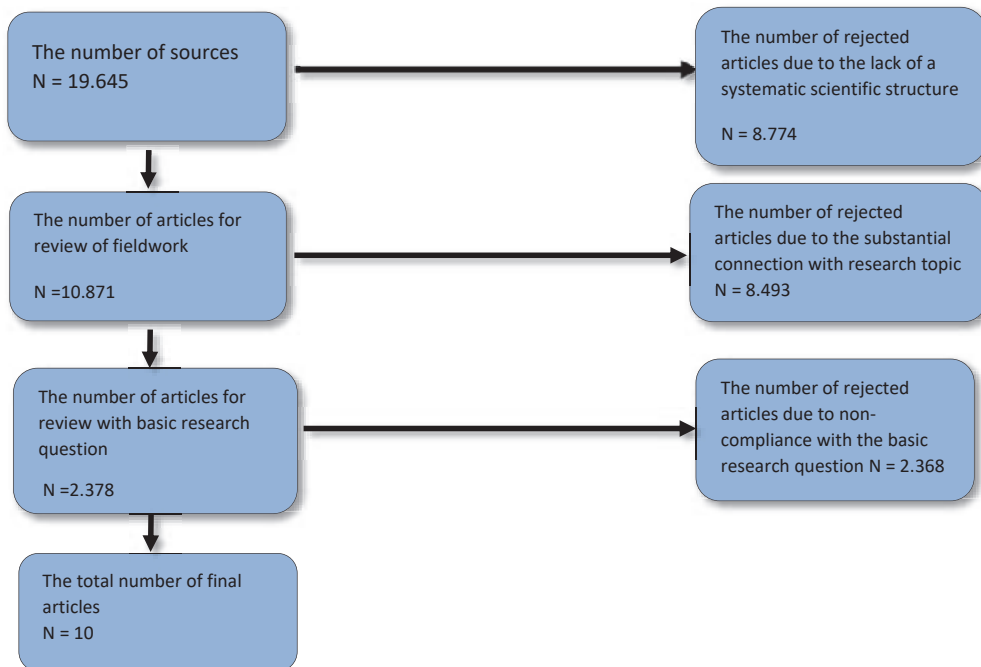 The number of sources
N = 19.645
The number of rejected
articles due to the lack of a
systematic scientific structure
N = 8.774
The number of articles for
review of fieldwork
N =10.871
The number of rejected
articles due to the substantial
connection with research topic
N = 8.493
The number of articles for
review with basic research
question
N =2.378
The number of rejected
articles due to non-
compliance with the basic
research question N = 2.368
The total number of final
articles
N = 10